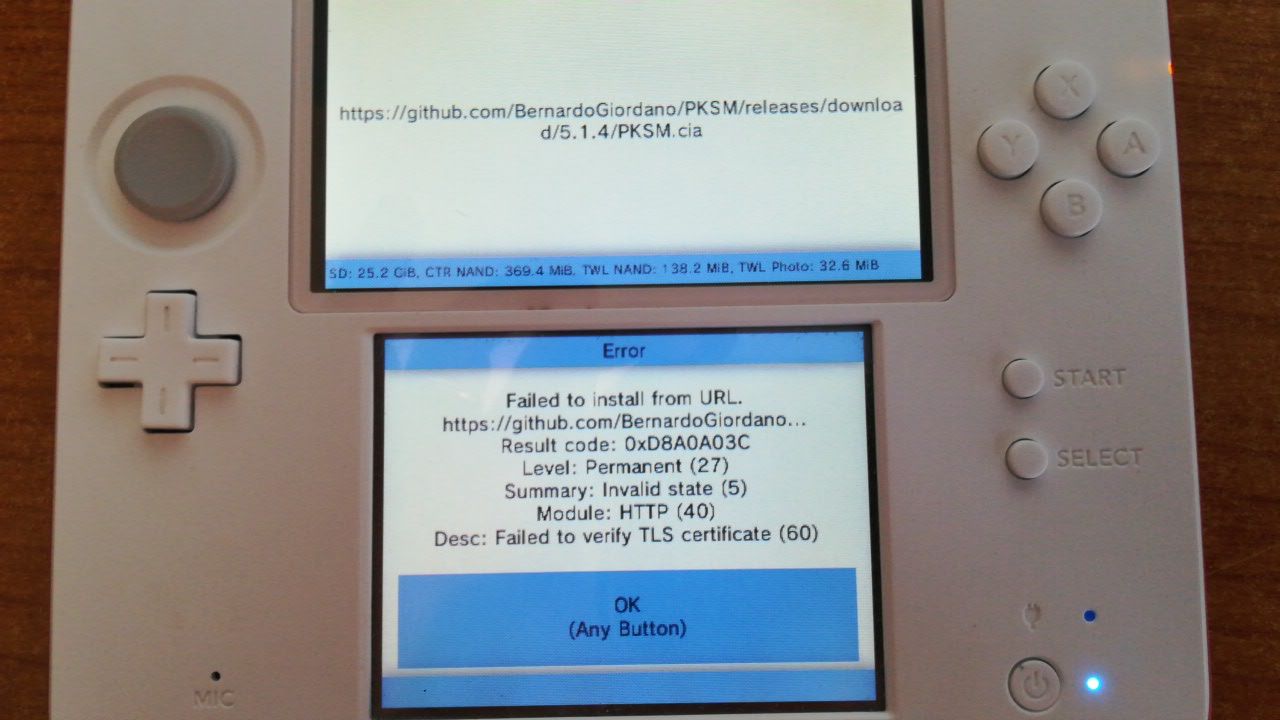 https://github.com/BernardoGiordano/PKSM/releases/downloa
d/5.1.4/PKSM.cia
SD: 25.2 GiB, CTR NAND: 369.4 MiB, TWL NAND: 138.2 MiB, TWL Photo: 32.6 MiB
X
Y
A
B
Error
Failed to install from URL.
https://github.com/BernardoGiordano...
Result code: 0xD8A0A03C
Level: Permanent (27)
Summary: Invalid state (5)
Module: HTTP (40)
Desc: Failed to verify TLS certificate (60)
OK
(Any Button)
START
SELECT
MIC